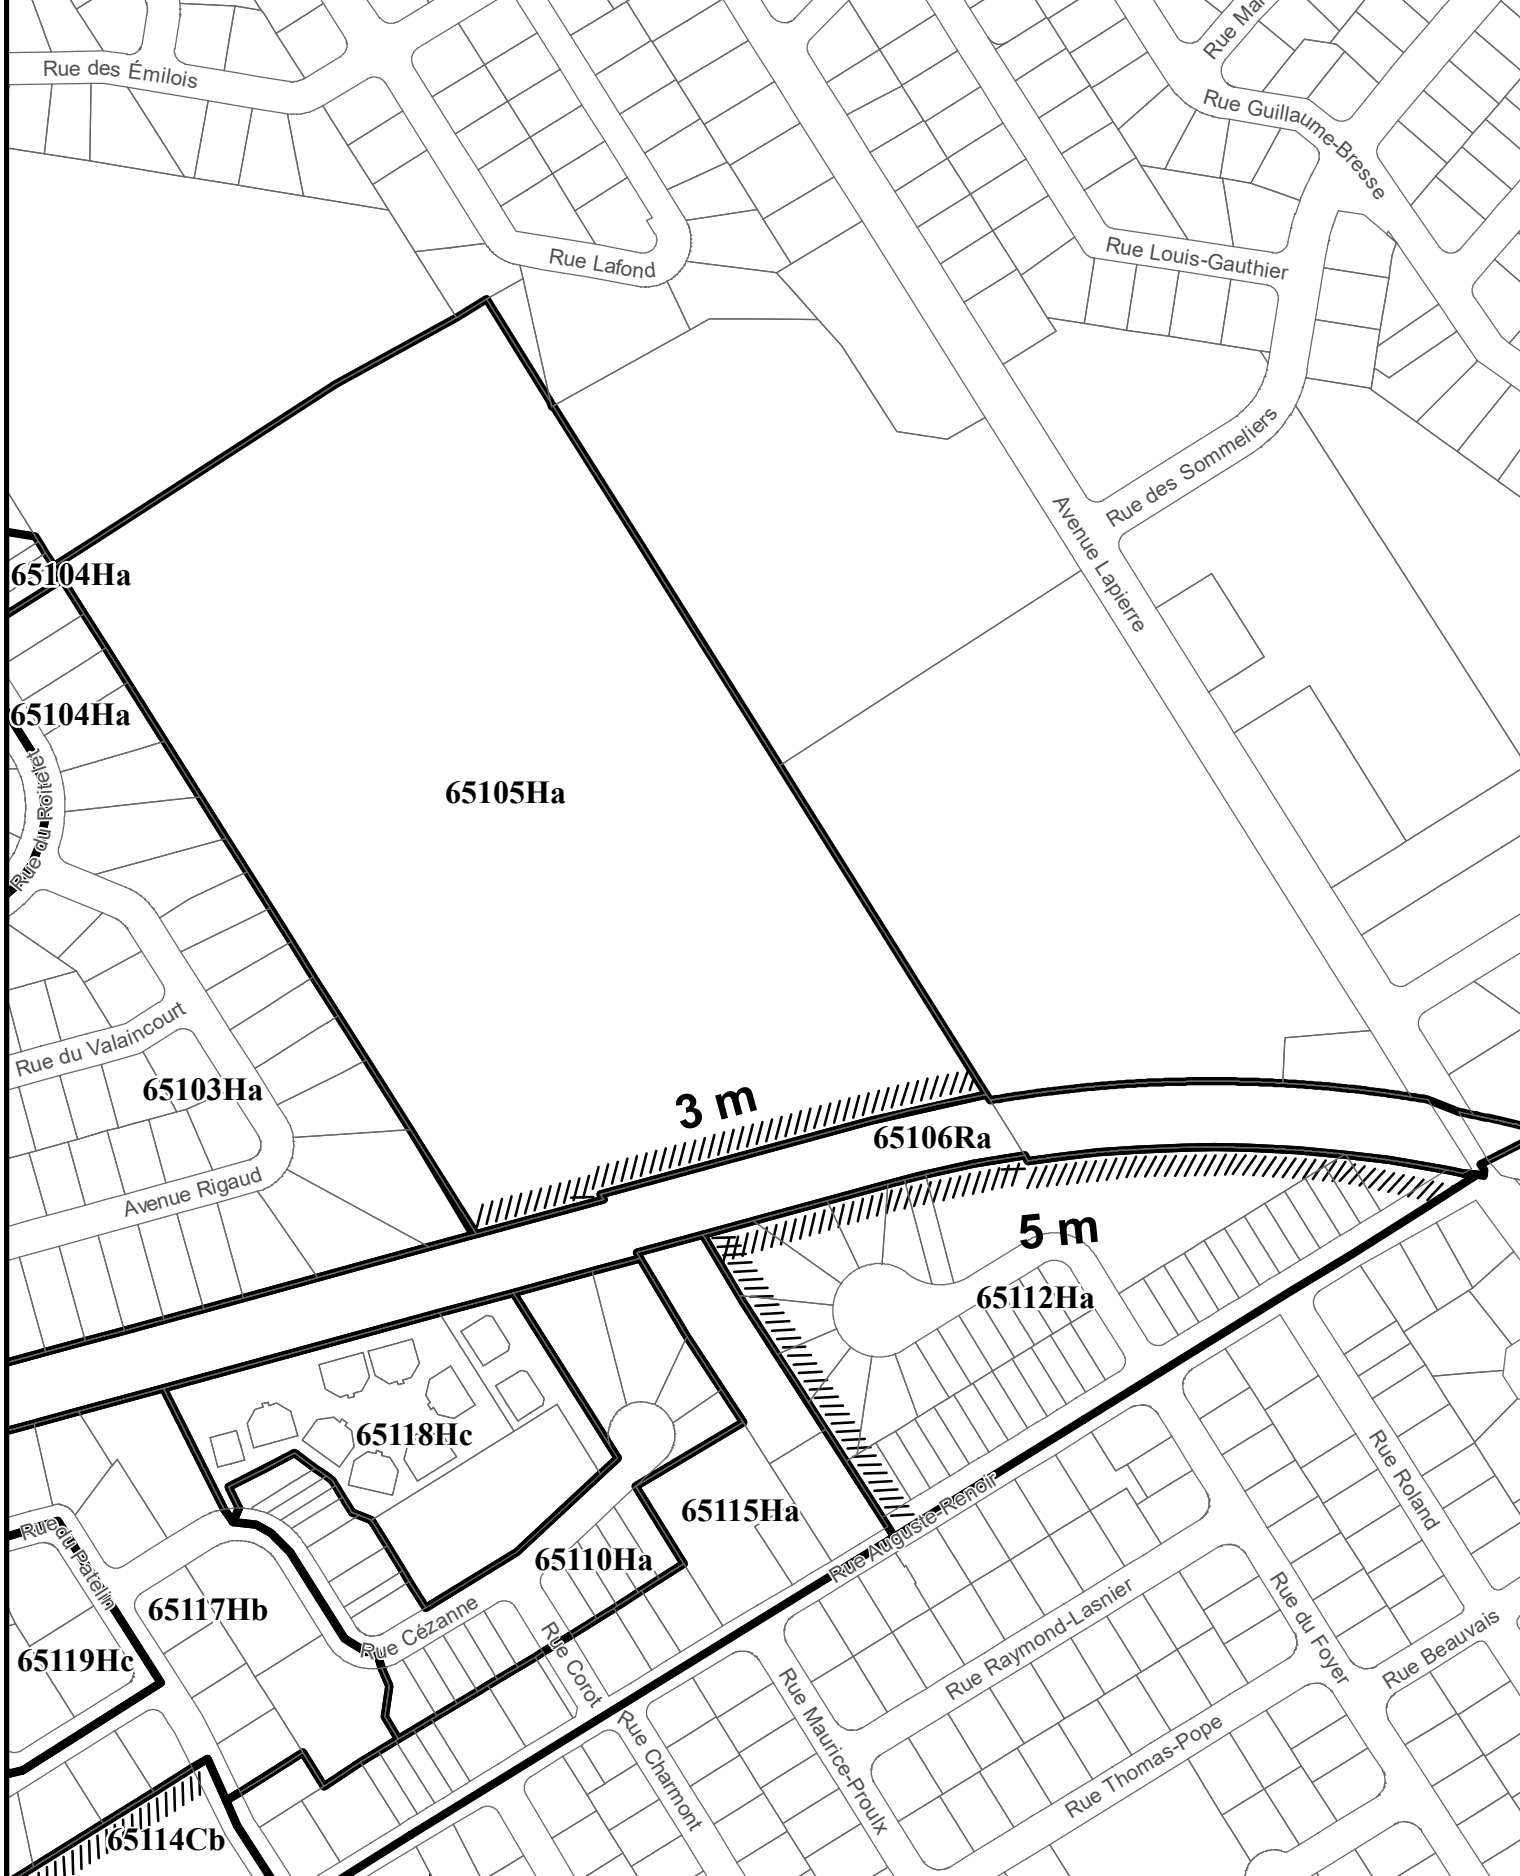 Rue Mar
Rue des Émilois
Rue Guillaume-Bresse
Rue Lafond
Rue Louis-Gauthier
Rue des Sommeliers
Avenue Lapierre
65104Ha
65104Ha
Rue du Roitelet
65105Ha
Rue du Valaincourt
65103Ha
3 m
65106Ra
Avenue Rigaud
5 m
65112Ha
65118Hc
Rue Roland
65115Ha
Rue Auguste-Renoir
Rue du Patelin
65110Ha
65117Hb
Rue Cézanne
Rue Corot
Rue Raymond-Lasnier
Rue du Foyer
Rue Beauvais
65119Hc
Rue Charmont
Rue Maurice-Proulx
Rue Thomas-Pope
65114Cb